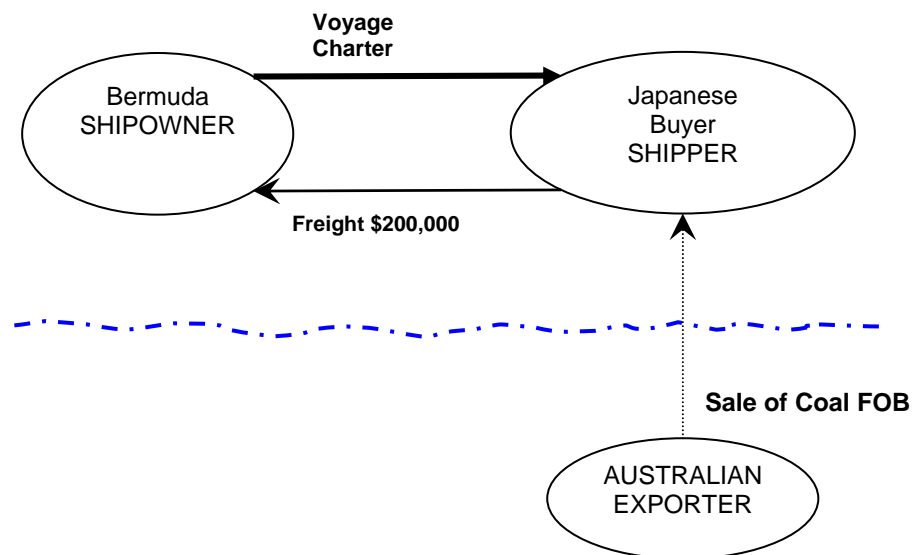 Voyage
Charter
Bermuda
SHIPOWNER
Japanese
Buyer
SHIPPER
Freight $200,000
Sale of Coal FOB
AUSTRALIAN
EXPORTER